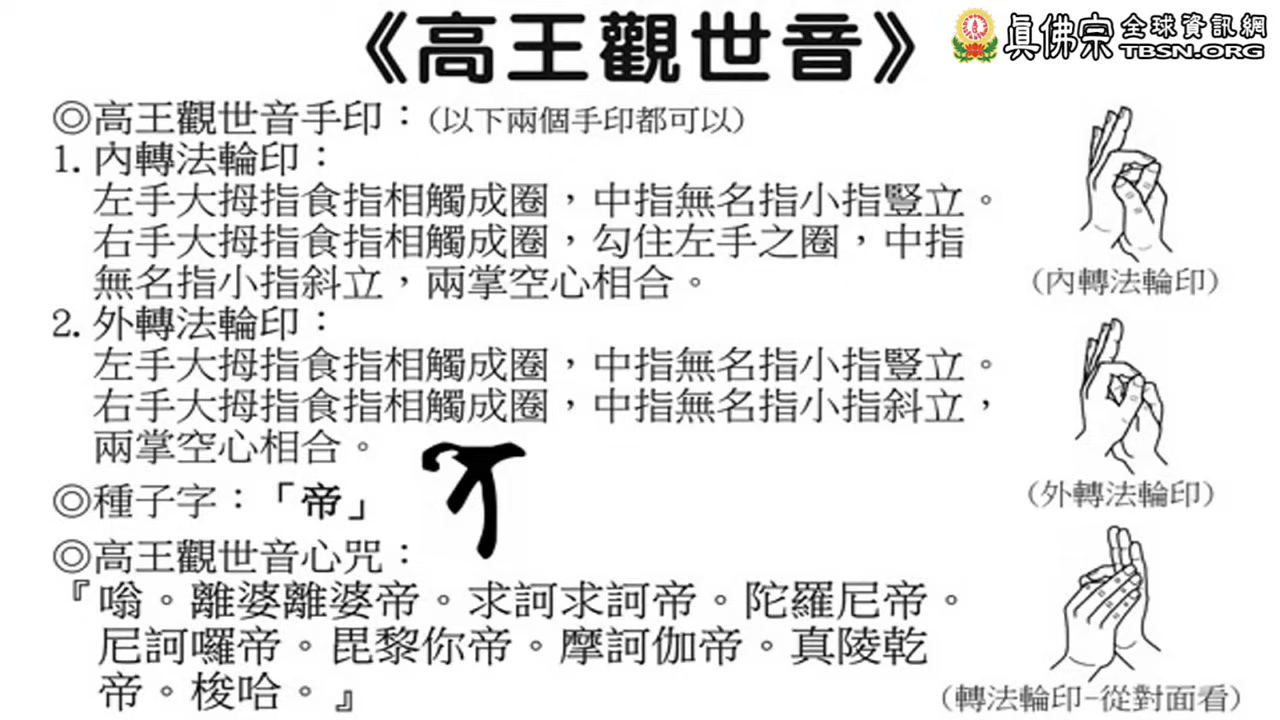 《高王觀世音》
真佛宗全球資訊網
TBSN.ORG
◎高王觀世音手印：(以下兩個手印都可以)
1. 內轉法輪印：
左手大拇指食指相觸成圈，中指無名指小指豎立。
右手大拇指食指相觸成圈，勾住左手之圈，中指
無名指小指斜立，兩掌空心相合。
2. 外轉法輪印：
左手大拇指食指相觸成圈，中指無名指小指豎立。
右手大拇指食指相觸成圈，中指無名指小指斜立，
兩掌空心相合。
◎種子字：「帝」
◎高王觀世音心咒：
『嗡。離婆離婆帝。求訶求訶帝。陀羅尼帝。
尼訶囉帝。毘黎你帝。摩訶伽帝。真陵乾
帝。梭哈。』
(內轉法輪印)
(外轉法輪印)
(轉法輪印-從對面看)